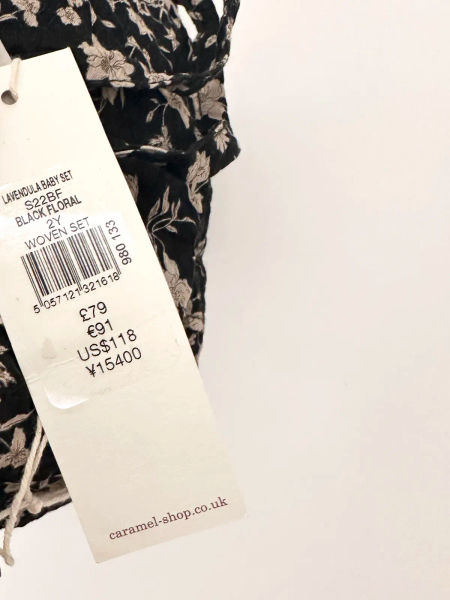 LAVENDULA BABY SET
S22BF
BLACK FLORAL
2Y
WOVEN SET
980 133
5 057121 321618
£79
€91
US$118
¥15400
caramel-shop.co.uk